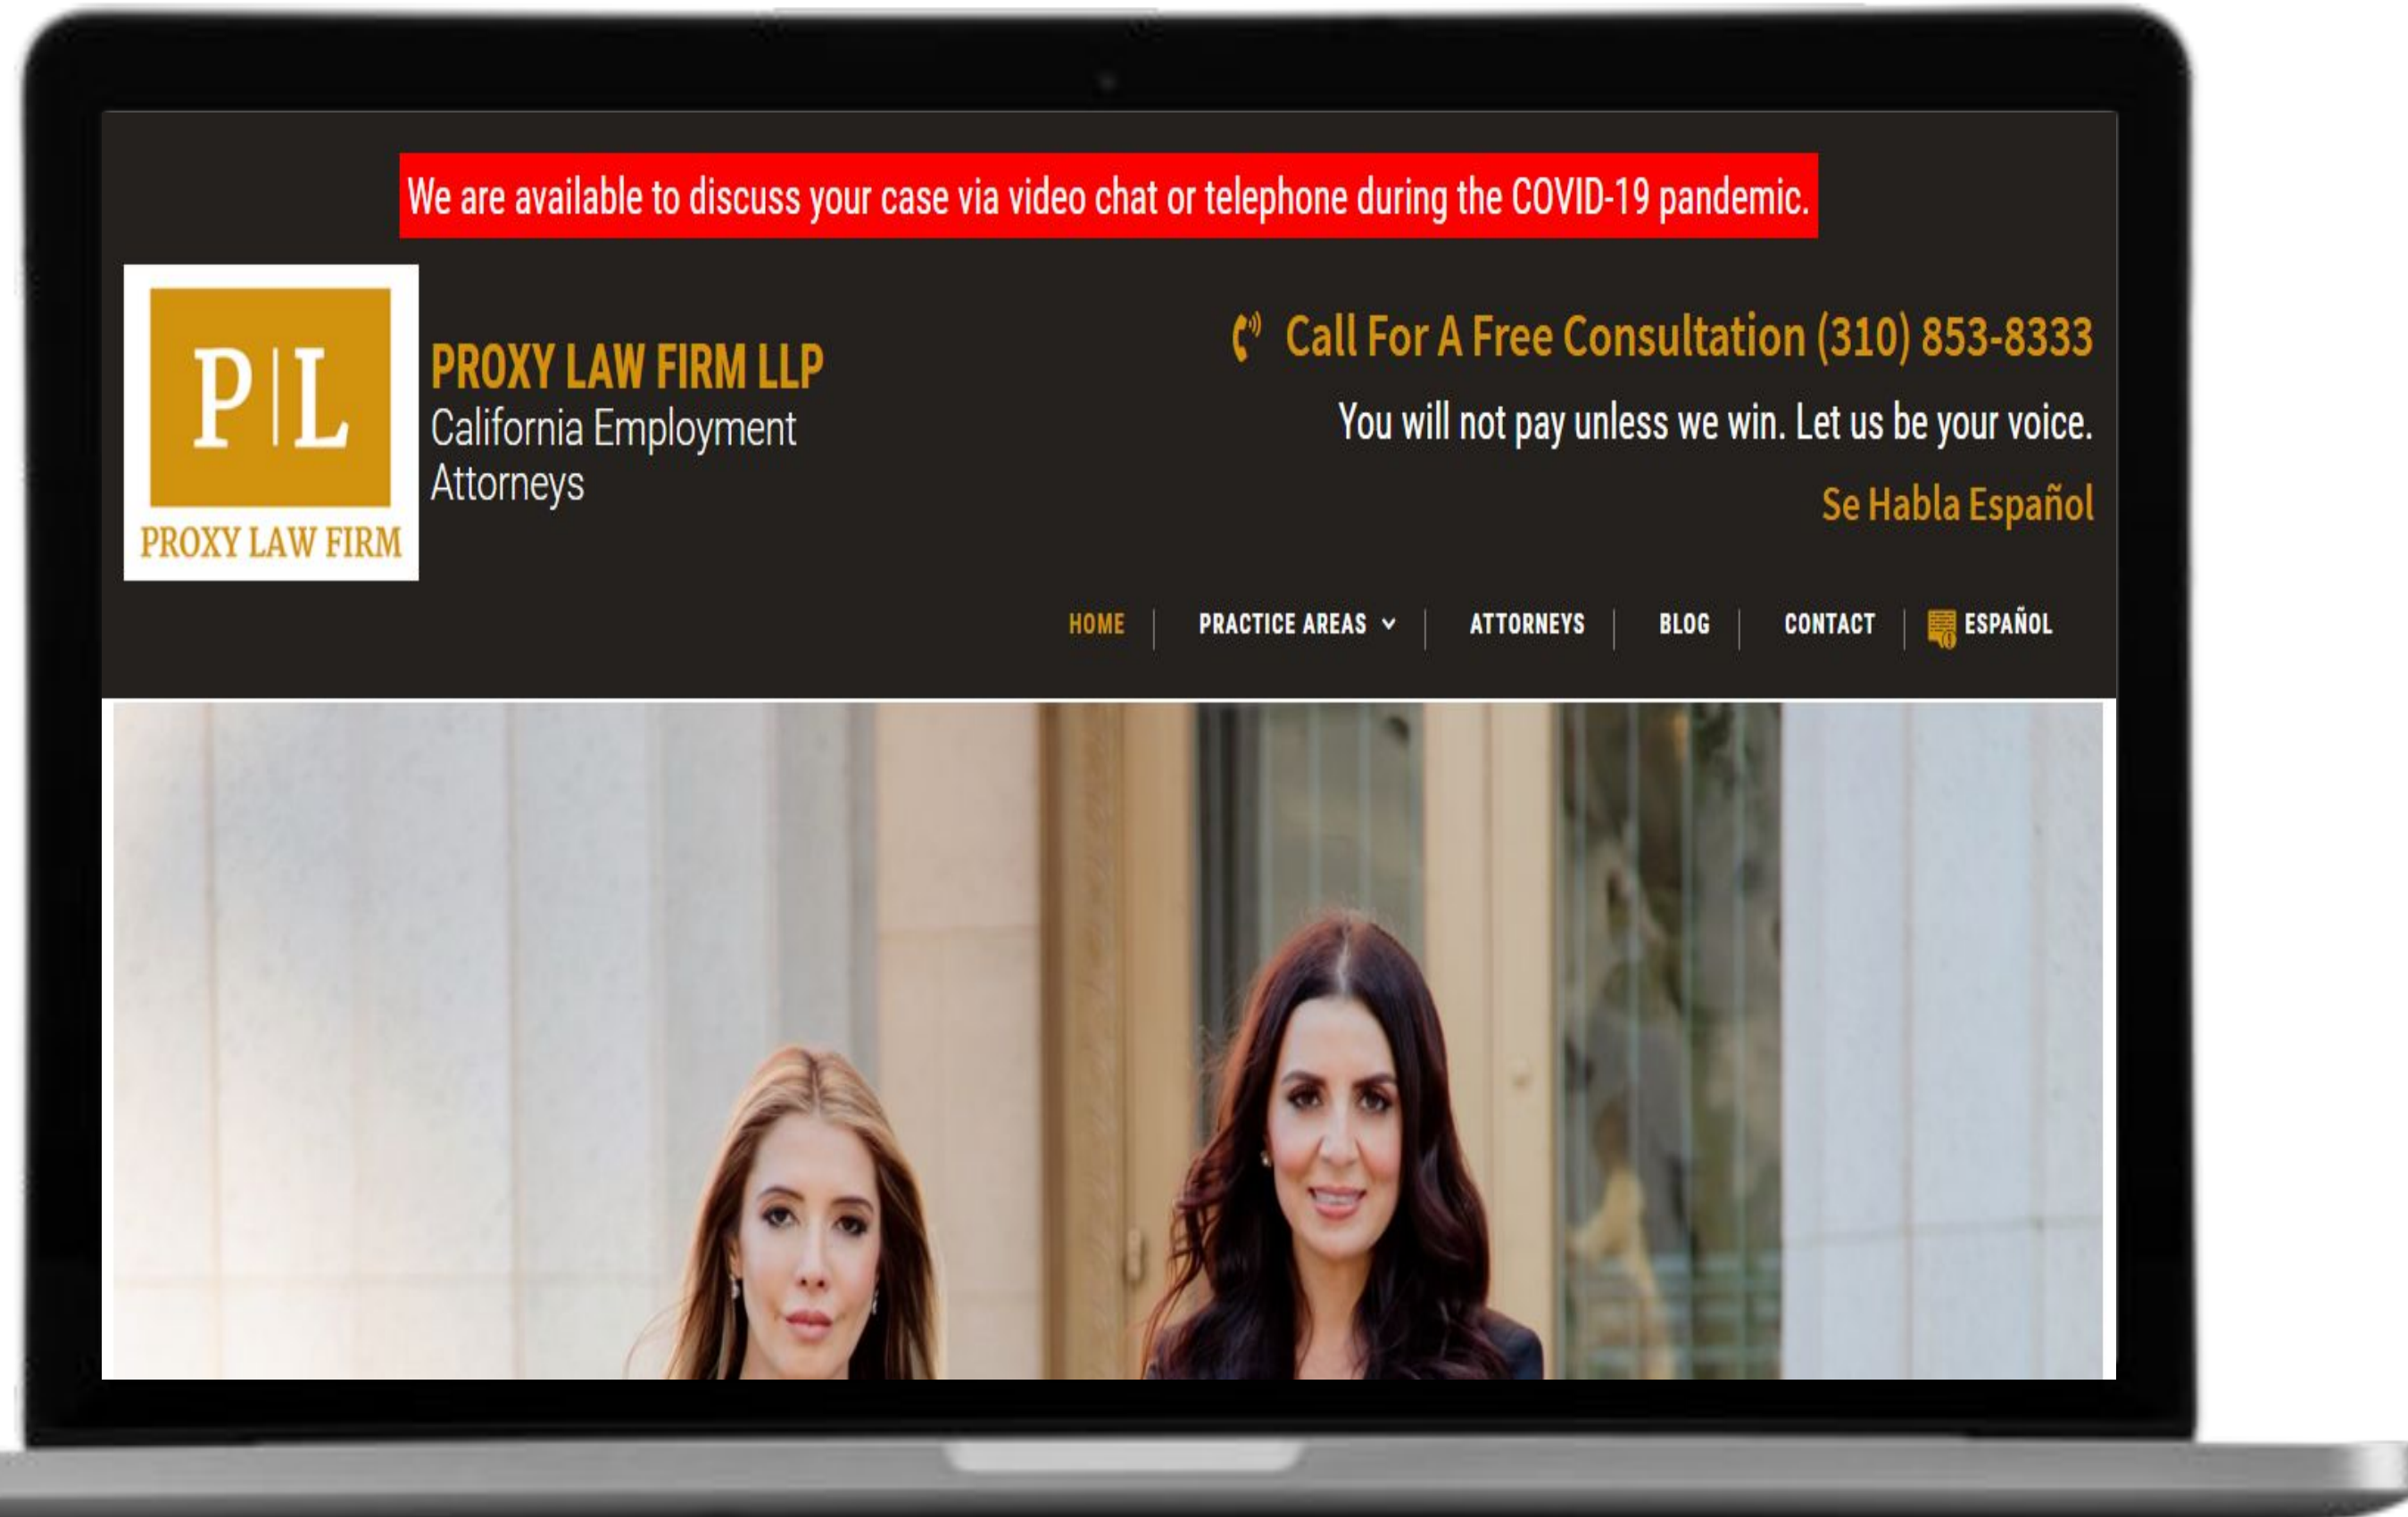 We are available to discuss your case via video chat or telephone during the COVID-19 pandemic.
P|L
PROXY LAW FIRM
PROXY LAW FIRM LLP
California Employment
Attorneys
Call For A Free Consultation (310) 853-8333
You will not pay unless we win. Let us be your voice.
Se Habla Español
HOME PRACTICE AREAS ATTORNEYS BLOG CONTACT ESPAÑOL